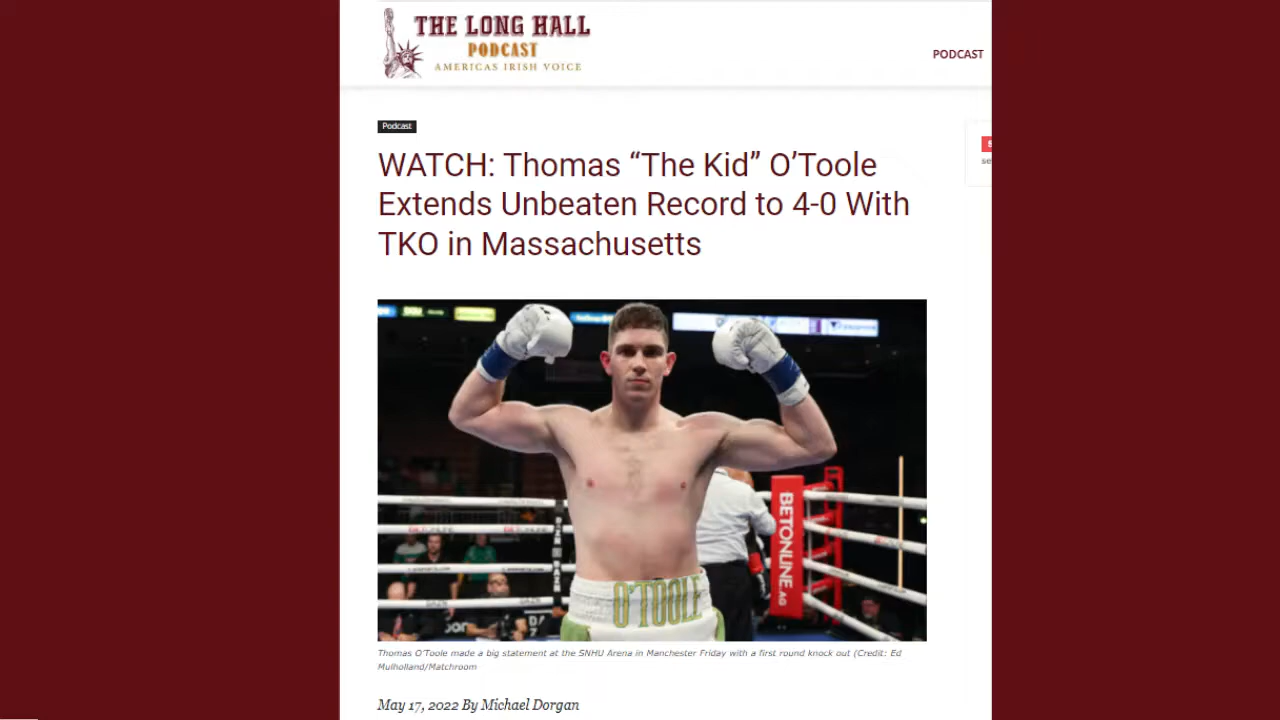 THE LONG HALL
PODCAST
AMERICAS IRISH VOICE
PODCAST
Podcast
WATCH: Thomas “The Kid” O’Toole
Extends Unbeaten Record to 4-0 With
TKO in Massachusetts
BETONLINE.AG
O'TOOLE
Thomas O’Toole made a big statement at the SNHU Arena in Manchester Friday with a first round knock out (Credit: Ed
Mulholland/Matchroom
May 17, 2022 By Michael Dorgan